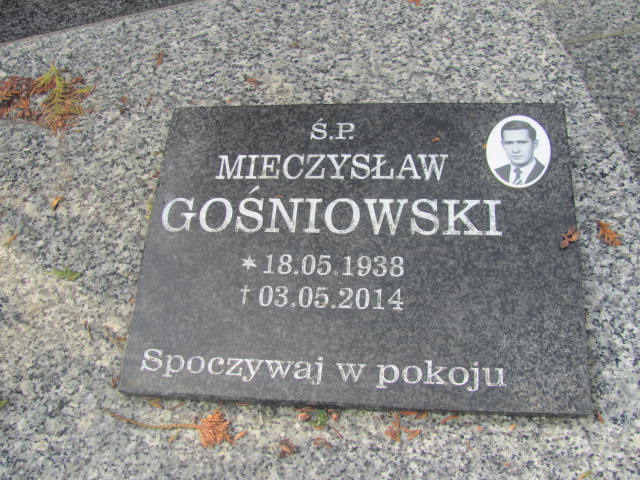 Ś.P.
MIECZYSŁAW
GOŚNIOWSKI
* 18.05.1938
† 03.05.2014
Spoczywaj w pokoju